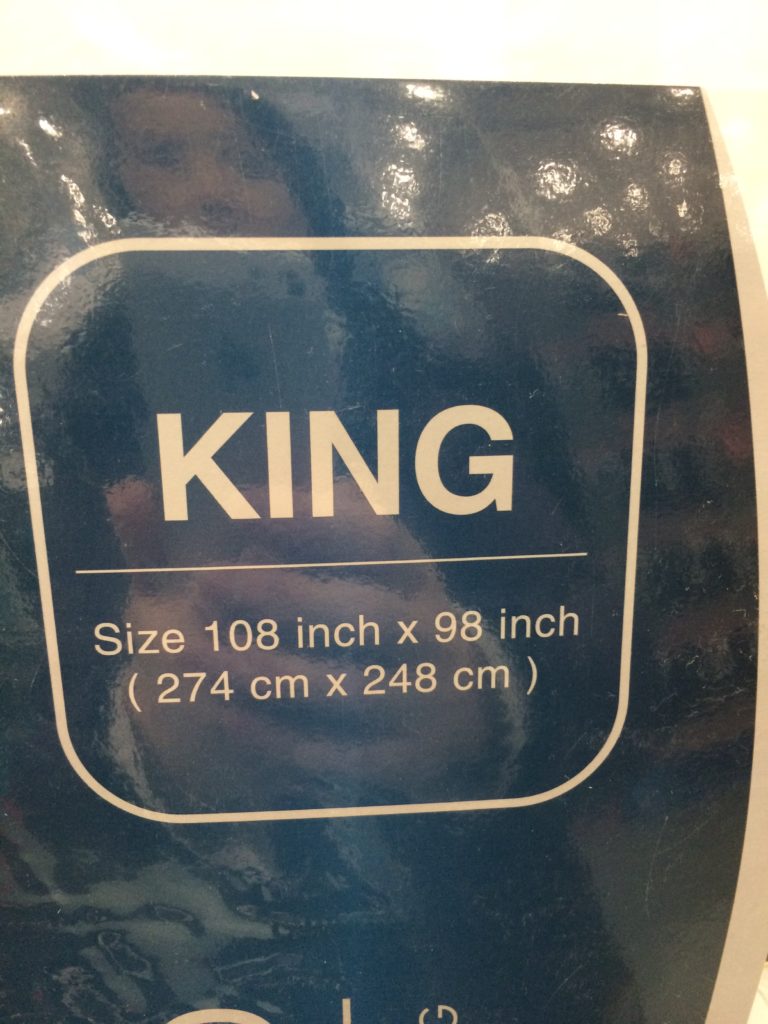 KING
Size 108 inch x 98 inch
( 274 cm x 248 cm )